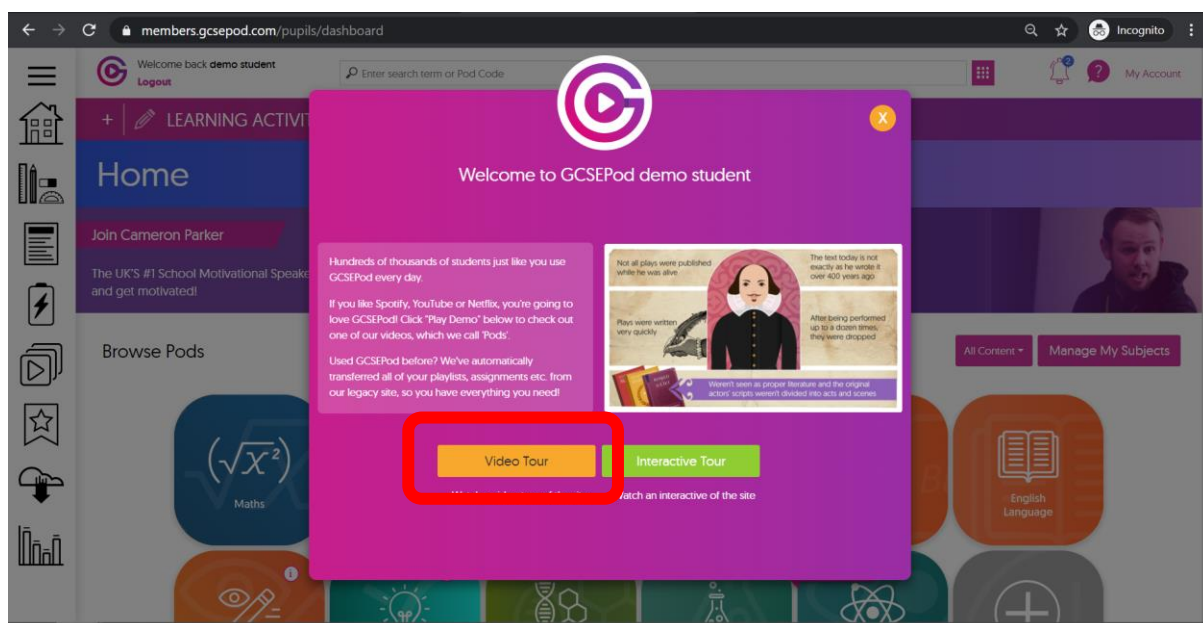 members.gcsepod.com/pupils/dashboard
Incognito
Welcome back demo student
Logout
Enter search term or Pod Code
2
?
My Account
+ LEARNING ACTIVIT
X
Home
Welcome to GCSEPod demo student
Join Cameron Parker
The UK'S #1 School Motivational Speake
and get motivated!
Hundreds of thousands of students just like you use
GCSEPod every day.
If you like Spotify, YouTube or Netflix, you're going to
love GCSEPod! Click "Play Demo" below to check out
one of our videos, which we call 'Pods'.
Used GCSEPod before? We've automatically
transferred all of your playlists, assignments etc. from
our legacy site, so you have everything you need!
Not all plays were published
while he was alive
The text today is not
exactly as he wrote it
over 400 years ago
Plays were written
very quickly
After being performed
up to a dozen times,
they were dropped
Weren't seen as proper literature and the original
actors' scripts weren't divided into acts and scenes
Browse Pods
All Content
Manage My Subjects
Video Tour
Interactive Tour
Watch an interactive of the site
(√x²)
Maths
English
Language